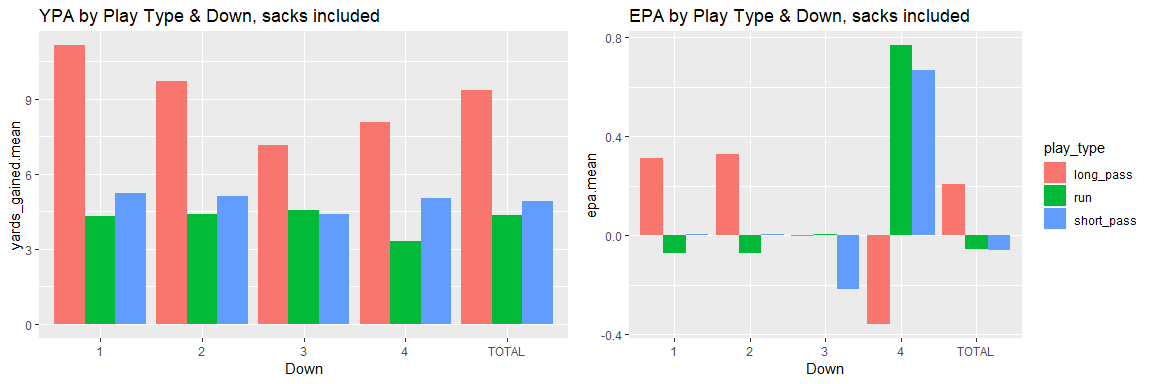 YPA by Play Type & Down, sacks included
yards_gained.mean
9
6
3
0
1 2 3 4 TOTAL
Down
EPA by Play Type & Down, sacks included
epa.mean
0.8
0.4
0.0
-0.4
1 2 3 4 TOTAL
Down
play_type
long_pass
run
short_pass